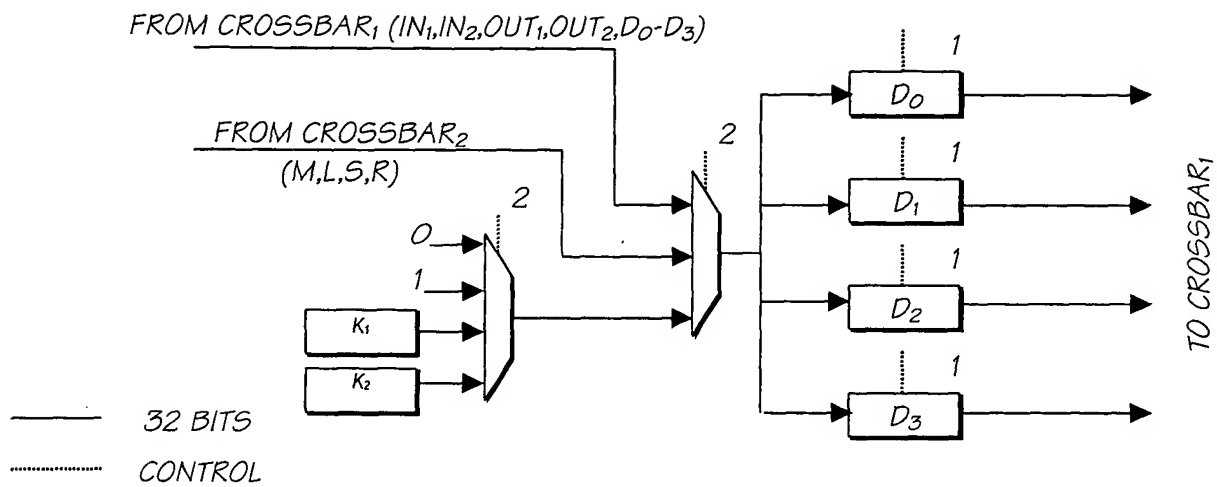 FROM CROSSBAR₁ (IN₁,IN₂,OUT₁,OUT₂,D₀-D₃)
1
D₀
FROM CROSSBAR₂
(M,L,S,R)
2
1
D₁
2
0
1
K₁
K₂
1
D₂
1
D₃
TO CROSSBAR₁
32 BITS
CONTROL